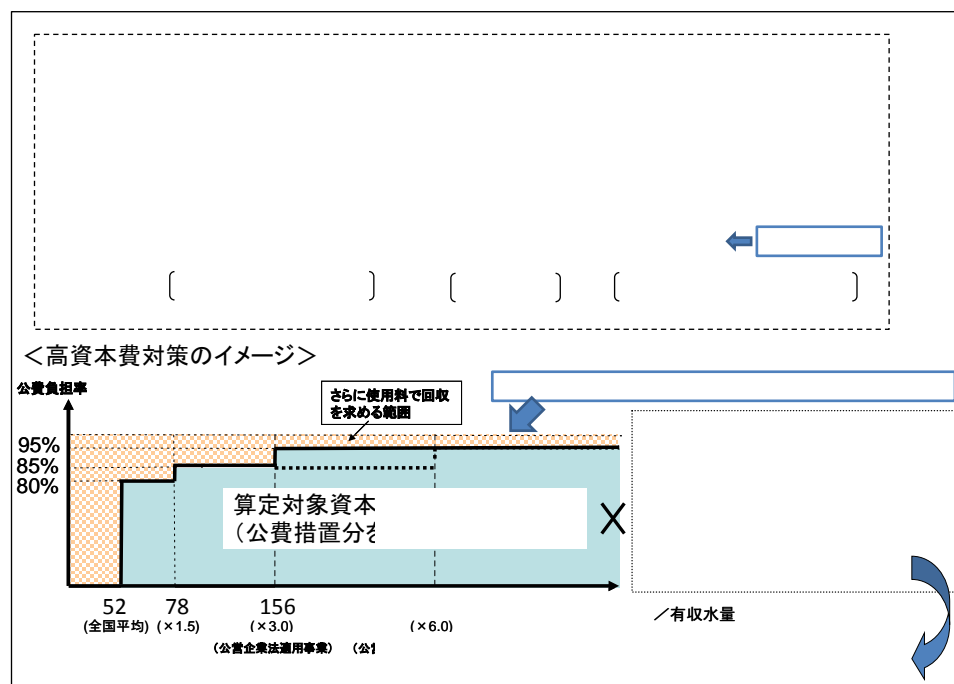 ＜高資本費対策のイメージ＞
公費負担率
さらに使用料で回収
を求める範囲
95%
85%
80%
算定対象資本
（公費措置分を
×
52
78
156
(全国平均)
(×1.5)
(×3.0)
(×6.0)
／有収水量
（公営企業法適用事業）
（公営